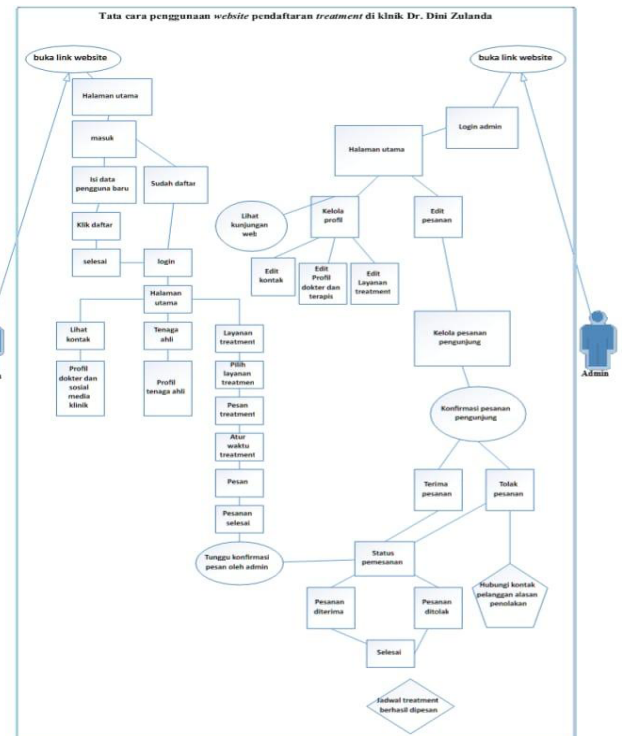 Tata cara penggunaan website pendaftaran treatment di klnik Dr. Dini Zulanda
buka link website
buka link website
Halaman utama
Login admin
masuk
Halaman utama
Isi data
pengguna baru
Sudah daftar
Lihat
kunjungan
web
Kelola
profil
Edit
pesanan
Klik daftar
selesai
login
Edit
kontak
Edit
Profil
dokter dan
terapis
Edit
Layanan
treatment
Halaman
utama
Lihat
kontak
Tenaga
ahli
Layanan
treatment
Kelola pesanan
pengunjung
Admin
Profil
dokter dan
sosial
media
klinik
Profil
tenaga ahli
Pilih
layanan
treatmen
Pesan
treatment
Konfirmasi pesanan
pengunjung
Atur
waktu
treatment
Pesan
Terima
pesanan
Tolak
pesanan
Pesanan
selesai
Tunggu konfirmasi
pesan oleh admin
Status
pemesanan
Hubungi kontak
pelanggan alasan
penolakan
Pesanan
diterima
Pesanan
ditolak
Selesai
Jadwal treatment
berhasil dipesan